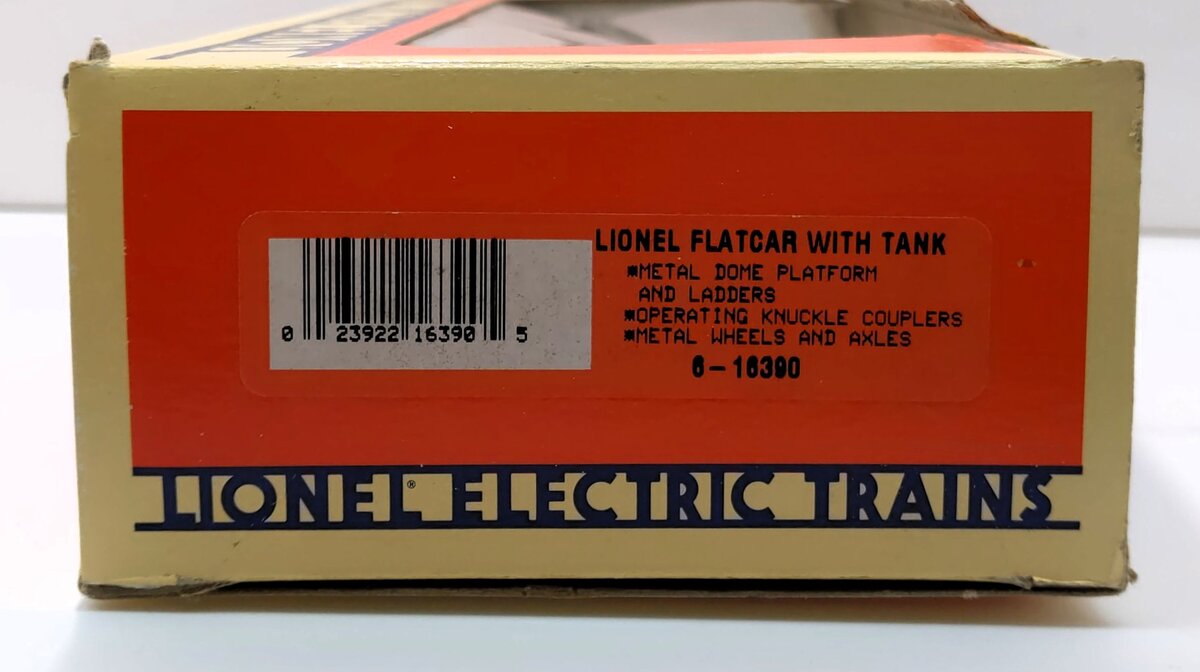 LIONEL FLATCAR WITH TANK
*METAL DOME PLATFORM
AND LADDERS
*OPERATING KNUCKLE COUPLERS
*METAL WHEELS AND AXLES
6-16390
0 23922 16390 5
LIONEL® ELECTRIC TRAINS